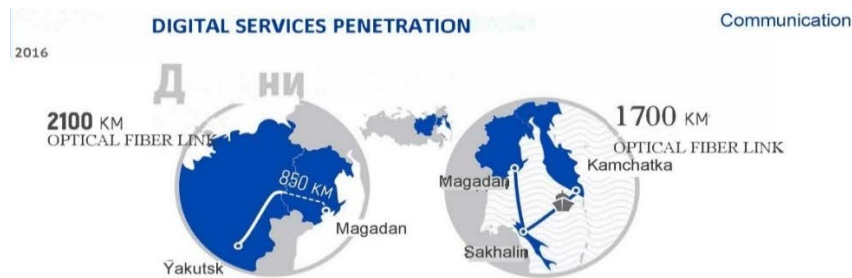 DIGITAL SERVICES PENETRATION
Communication
2016
Д НИ
2100 KM
OPTICAL FIBER LINK
850 KM
Magadan
Yakutsk
1700 KM
OPTICAL FIBER LINK
Kamchatka
Magadan
Sakhalin